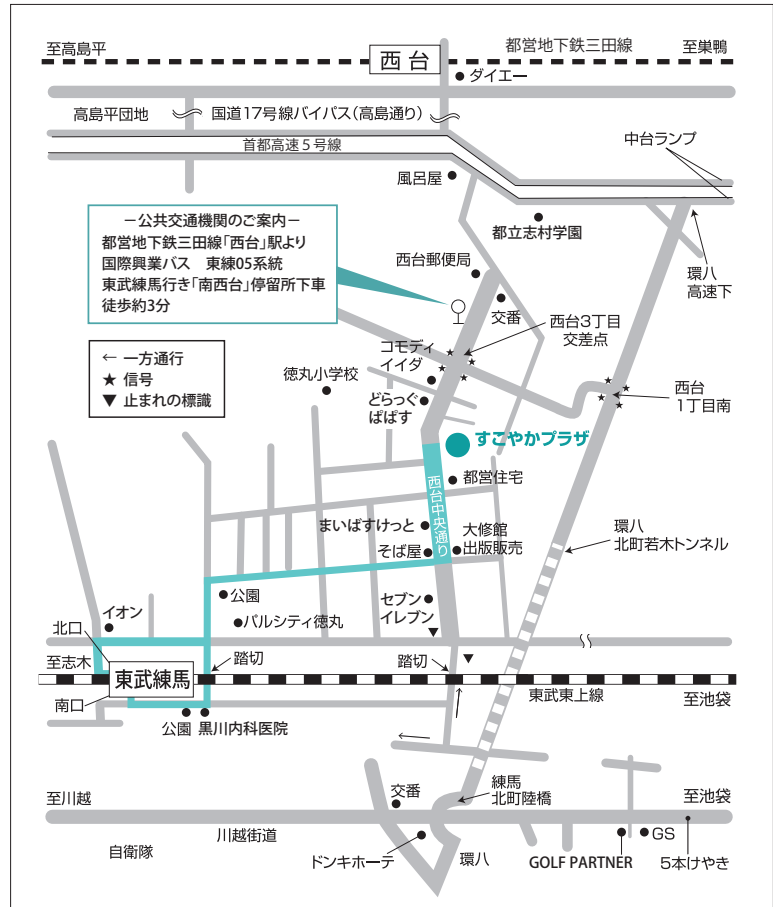 至高島平
西台
都営地下鉄三田線
至巣鴨
ダイエー
高島平団地
国道17号線バイパス(高島通り)
首都高速5号線
中台ランプ
風呂屋
都立志村学園
環八
高速下
－公共交通機関のご案内－
都営地下鉄三田線「西台」駅より
国際興業バス 東練05系統
東武練馬行き「南西台」停留所下車
徒歩約3分
西台郵便局
交番
西台3丁目
交差点
← 一方通行
★ 信号
▼ 止まれの標識
コモディ
イイダ
徳丸小学校
どらっぐ
ぱぱす
西台
1丁目南
すこやかプラザ
都営住宅
西台中央通り
まいばすけっと
そば屋
大修館
出版販売
環八
北町若木トンネル
公園
パルシティ徳丸
セブン
イレブン
イオン
北口
至志木
東武練馬
踏切
踏切
東武東上線
至池袋
南口
公園
黒川内科医院
至川越
交番
練馬
北町陸橋
至池袋
自衛隊
川越街道
ドンキホーテ
環八
GOLF PARTNER
GS
5本けやき